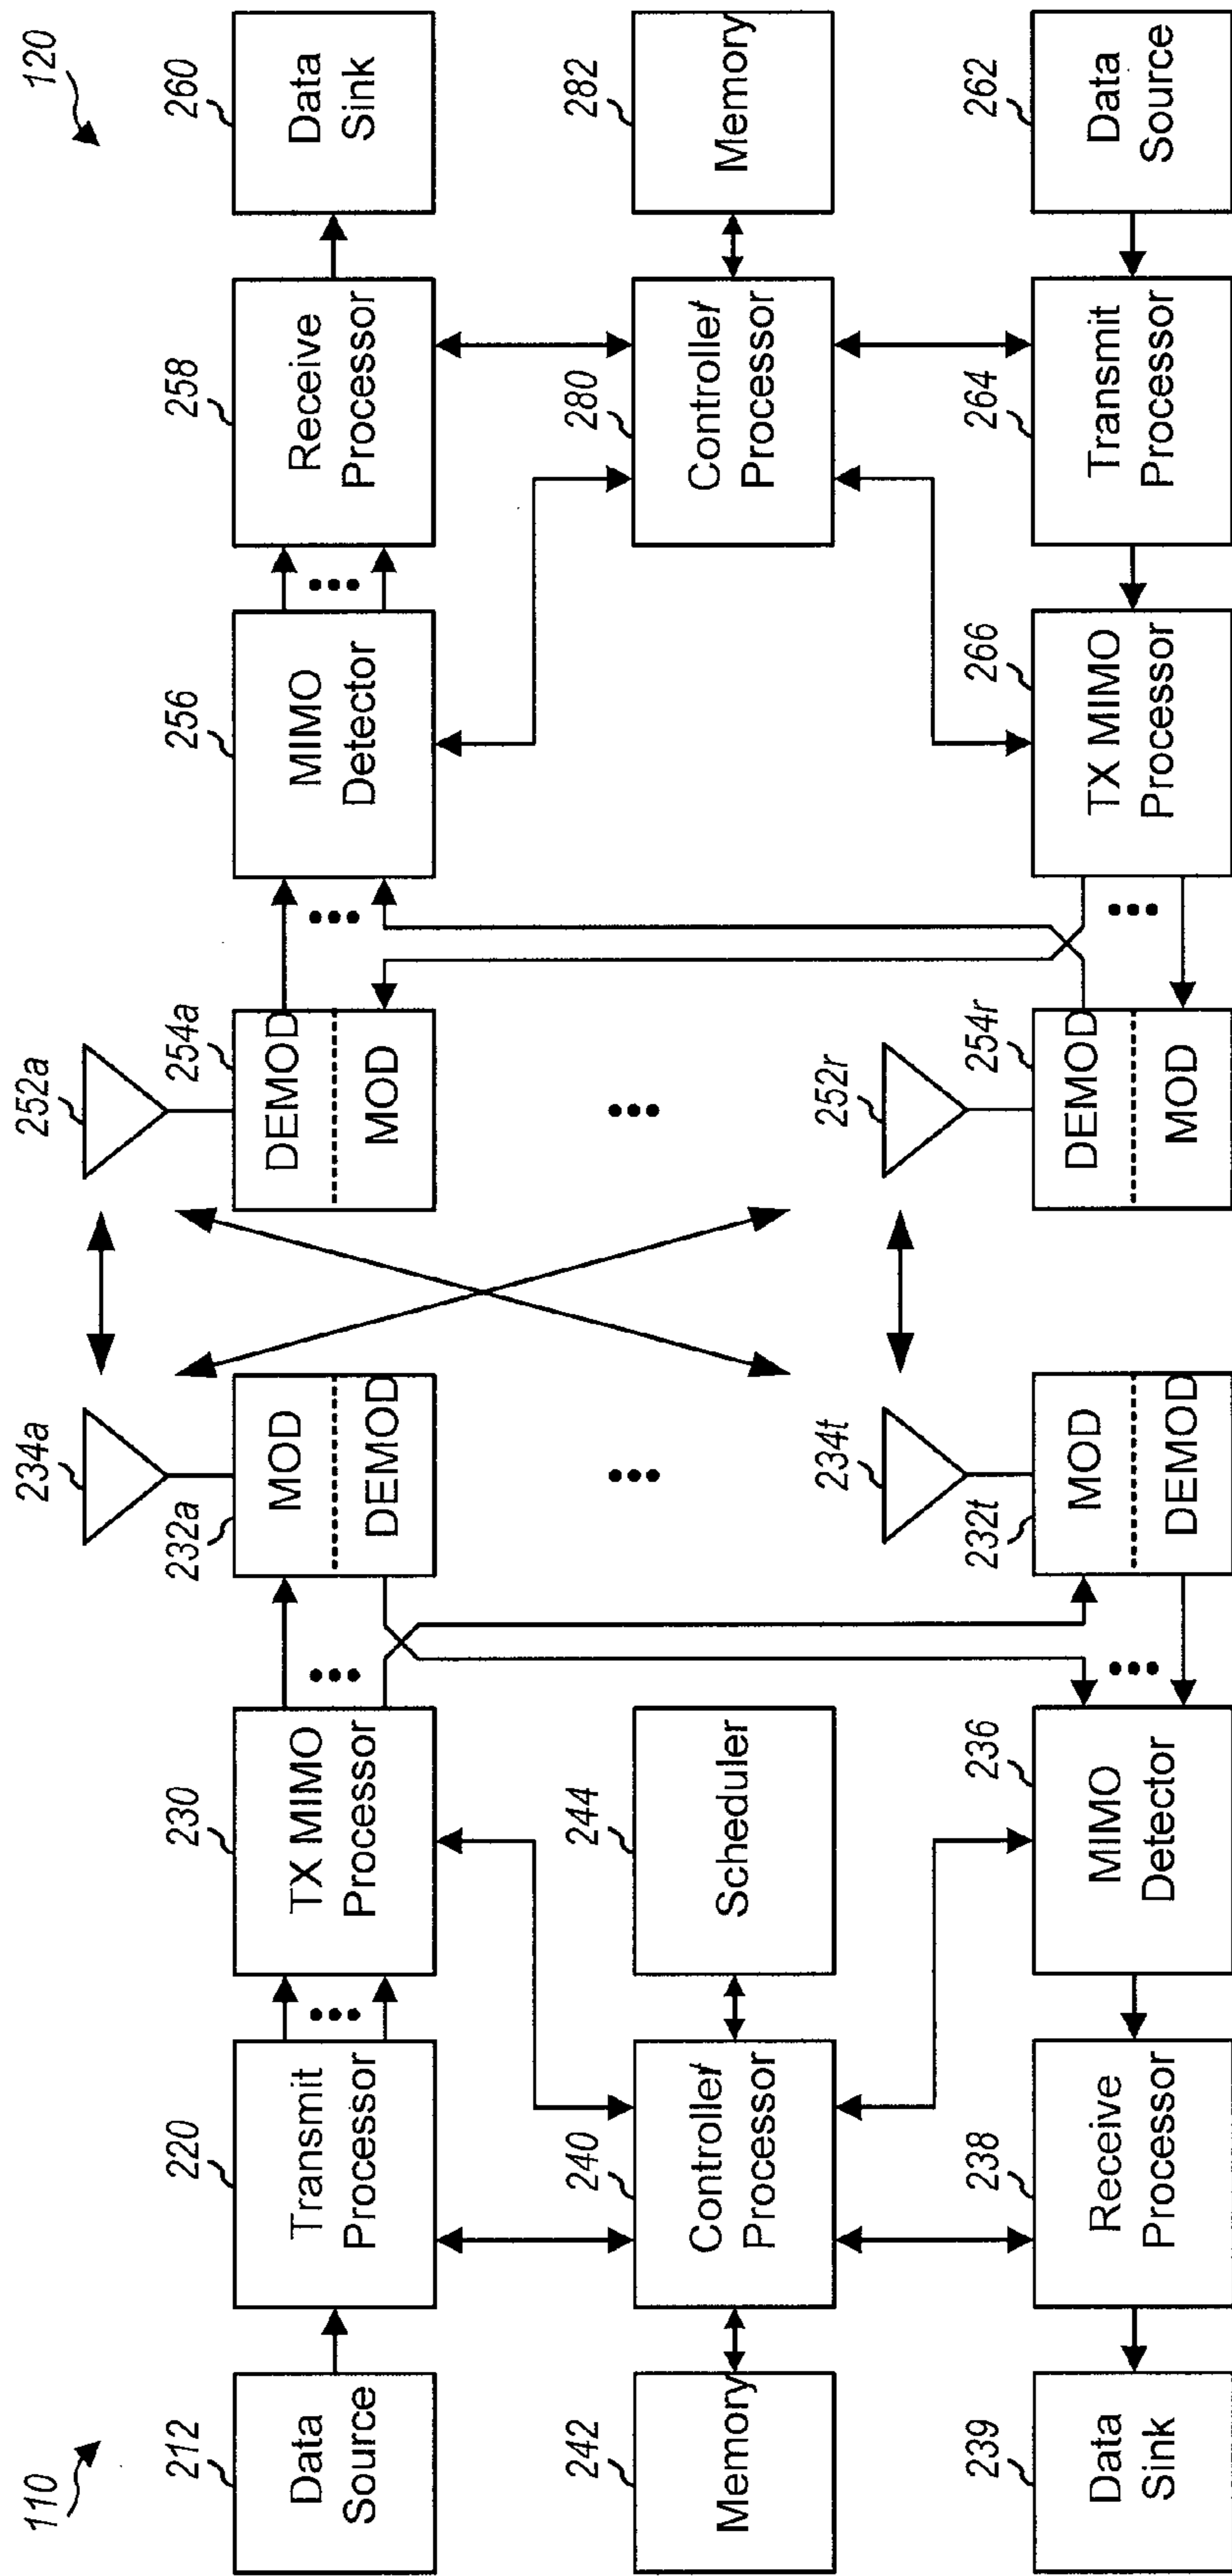 110
120
212
Data
Source
220
Transmit
Processor
230
TX MIMO
Processor
232a
MOD
DEMOD
234a
252a
254a
DEMOD
MOD
256
MIMO
Detector
258
Receive
Processor
260
Data
Sink
242
Memory
240
Controller/
Processor
244
Scheduler
280
Controller/
Processor
282
Memory
239
Data
Sink
238
Receive
Processor
236
MIMO
Detector
232t
MOD
DEMOD
234t
252r
254r
DEMOD
MOD
266
TX MIMO
Processor
264
Transmit
Processor
262
Data
Source